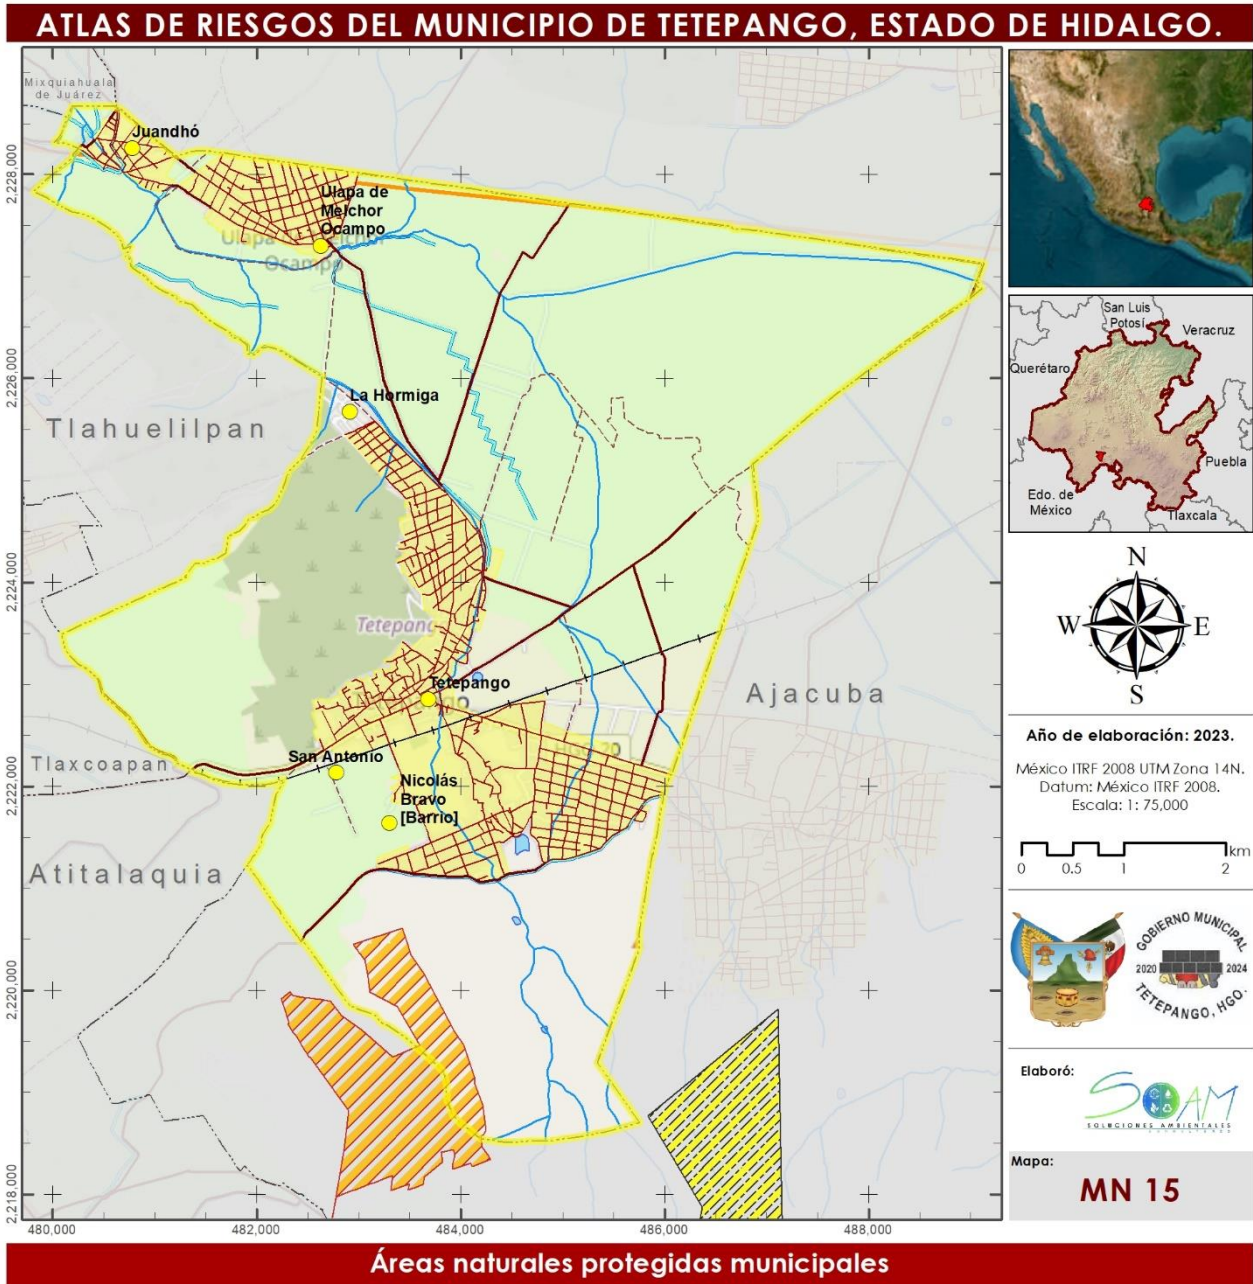 ATLAS DE RIESGOS DEL MUNICIPIO DE TETEPANGO, ESTADO DE HIDALGO.
Mixquiahuala
de Juárez
Juandhó
Ulapa de
Melchor
Ocampo
Ocampo
La Hormiga
Tlahuelilpan
Tetepango
San Antonio
Nicolás
Bravo
[Barrio]
Ajacuba
Tlaxcoapan
Atitalaquia
2,228,000
2,226,000
2,224,000
2,222,000
2,220,000
2,218,000
480,000
482,000
484,000
486,000
488,000
San Luis
Potosí
Veracruz
Querétaro
Puebla
Edo. de
México
Tlaxcala
N
W
E
S
Año de elaboración: 2023.
México ITRF 2008 UTM Zona 14N.
Datum: México ITRF 2008.
Escala: 1: 75,000
km
0 0.5 1 2
GOBIERNO MUNICIPAL
2020 2024
TETEPANGO, HGO.
Elaboró:
SOAM
SOLUCIONES AMBIENTALES
Mapa:
MN 15
Áreas naturales protegidas municipales